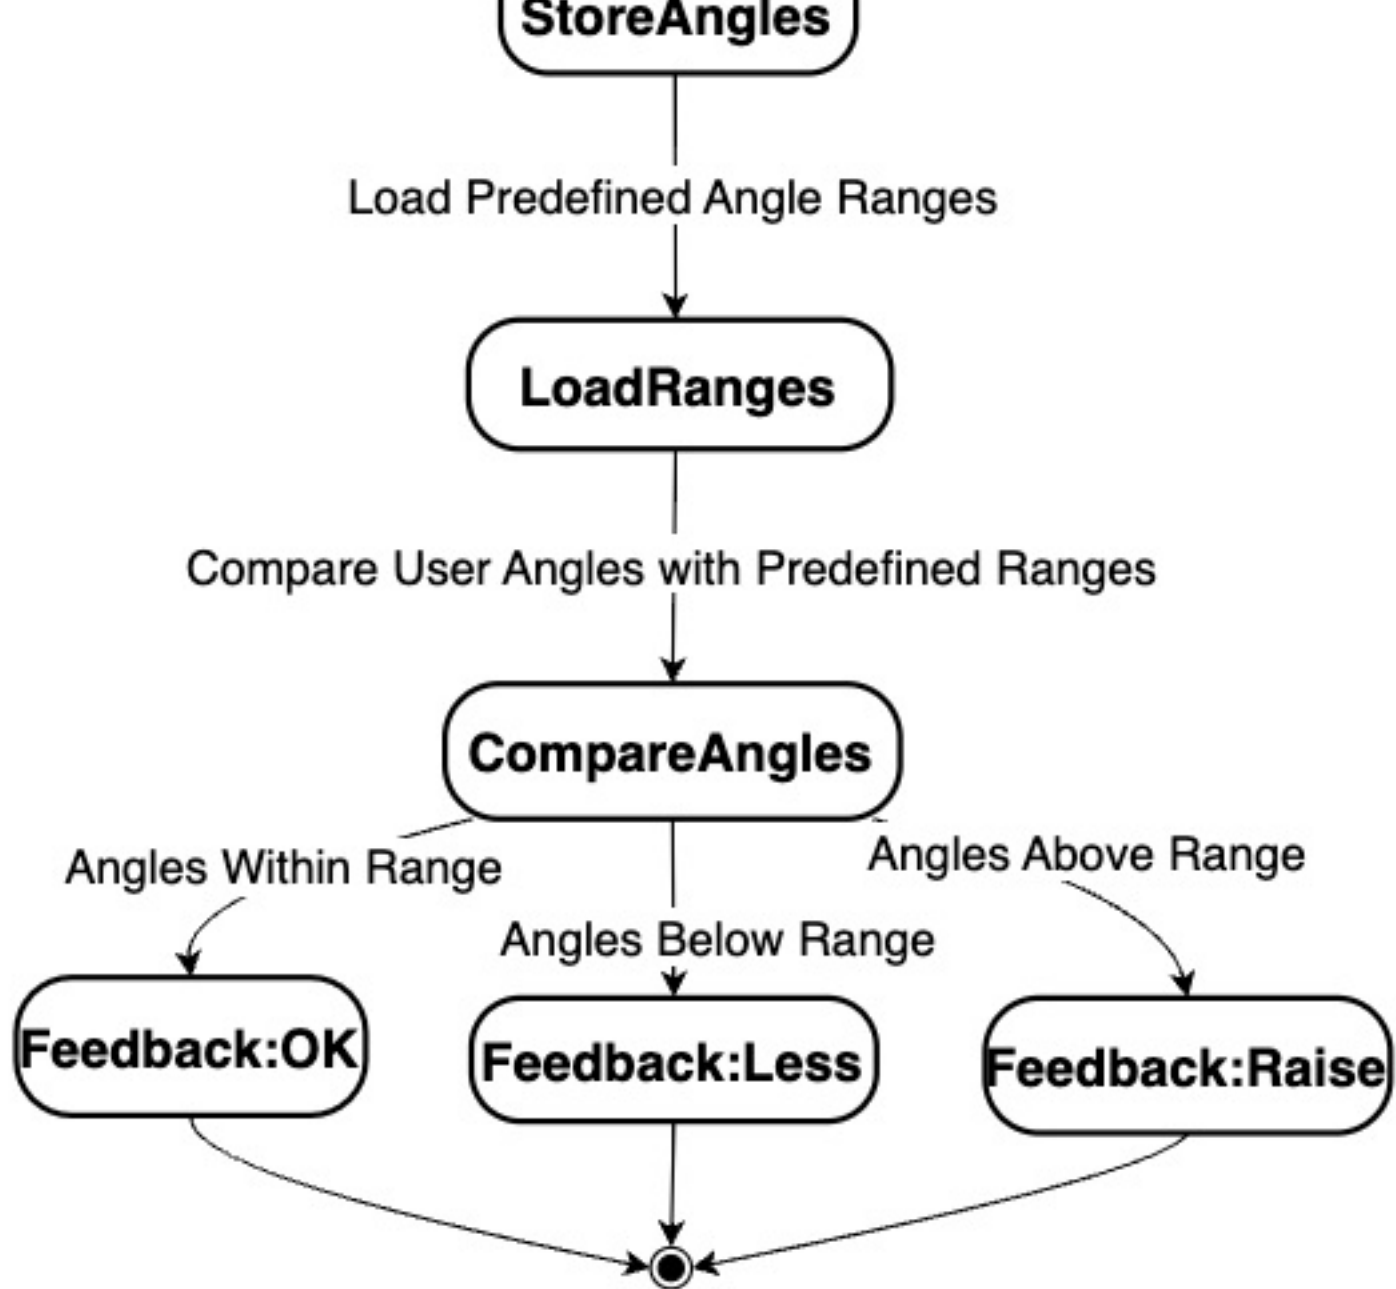 StoreAngles
Load Predefined Angle Ranges
LoadRanges
Compare User Angles with Predefined Ranges
CompareAngles
Angles Within Range
Angles Above Range
Angles Below Range
Feedback:OK
Feedback:Less
Feedback:Raise